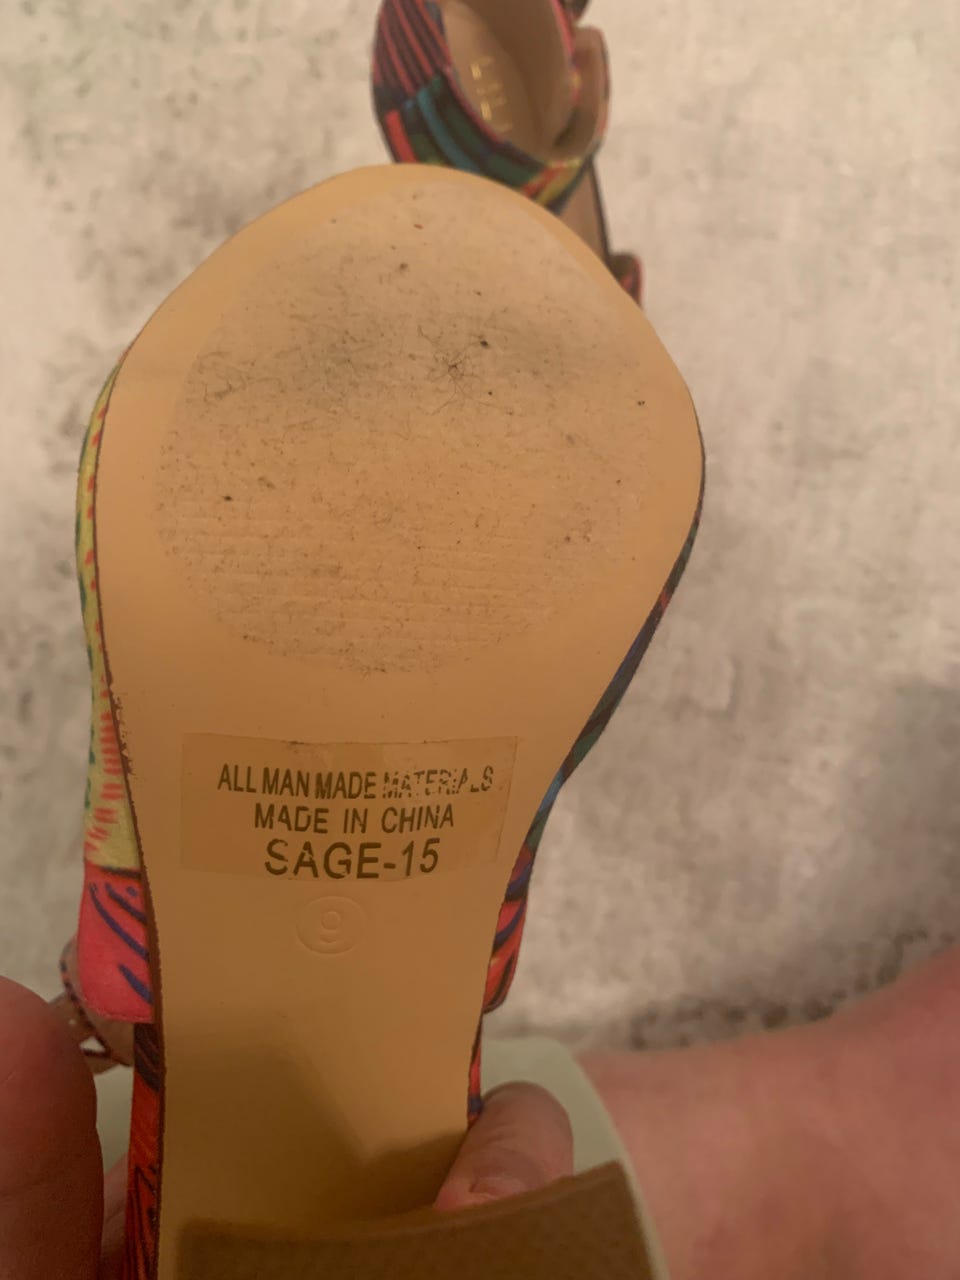 ALL MAN MADE MATERIALS
MADE IN CHINA
SAGE-15
9